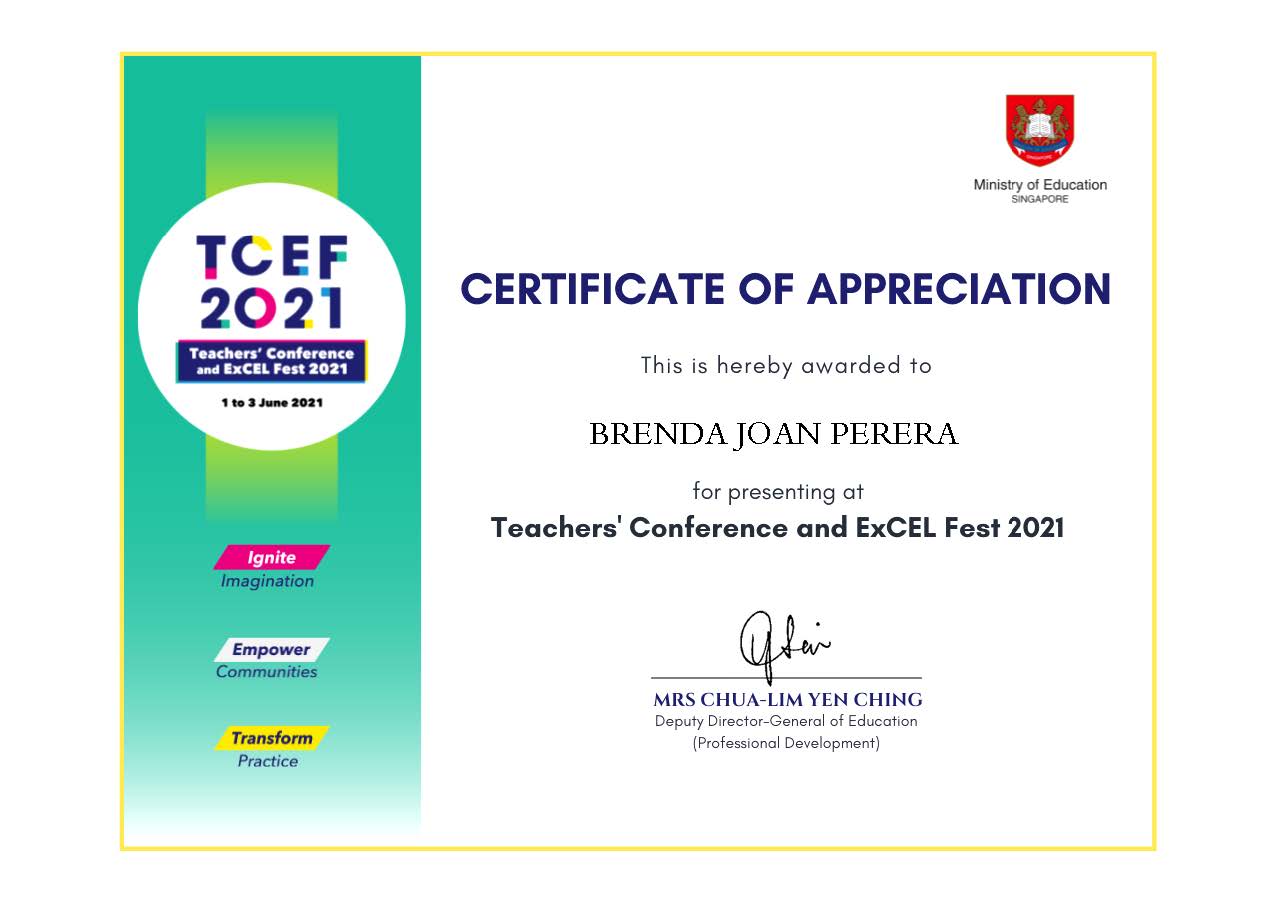 TCEF
2021
Teachers' Conference
and ExCEL Fest 2021
1 to 3 June 2021
Ignite
Imagination
Empower
Communities
Transform
Practice
SINGAPORE
Ministry of Education
SINGAPORE
CERTIFICATE OF APPRECIATION
This is hereby awarded to
BRENDA JOAN PERERA
for presenting at
Teachers' Conference and ExCEL Fest 2021
MRS CHUA-LIM YEN CHING
Deputy Director-General of Education
(Professional Development)